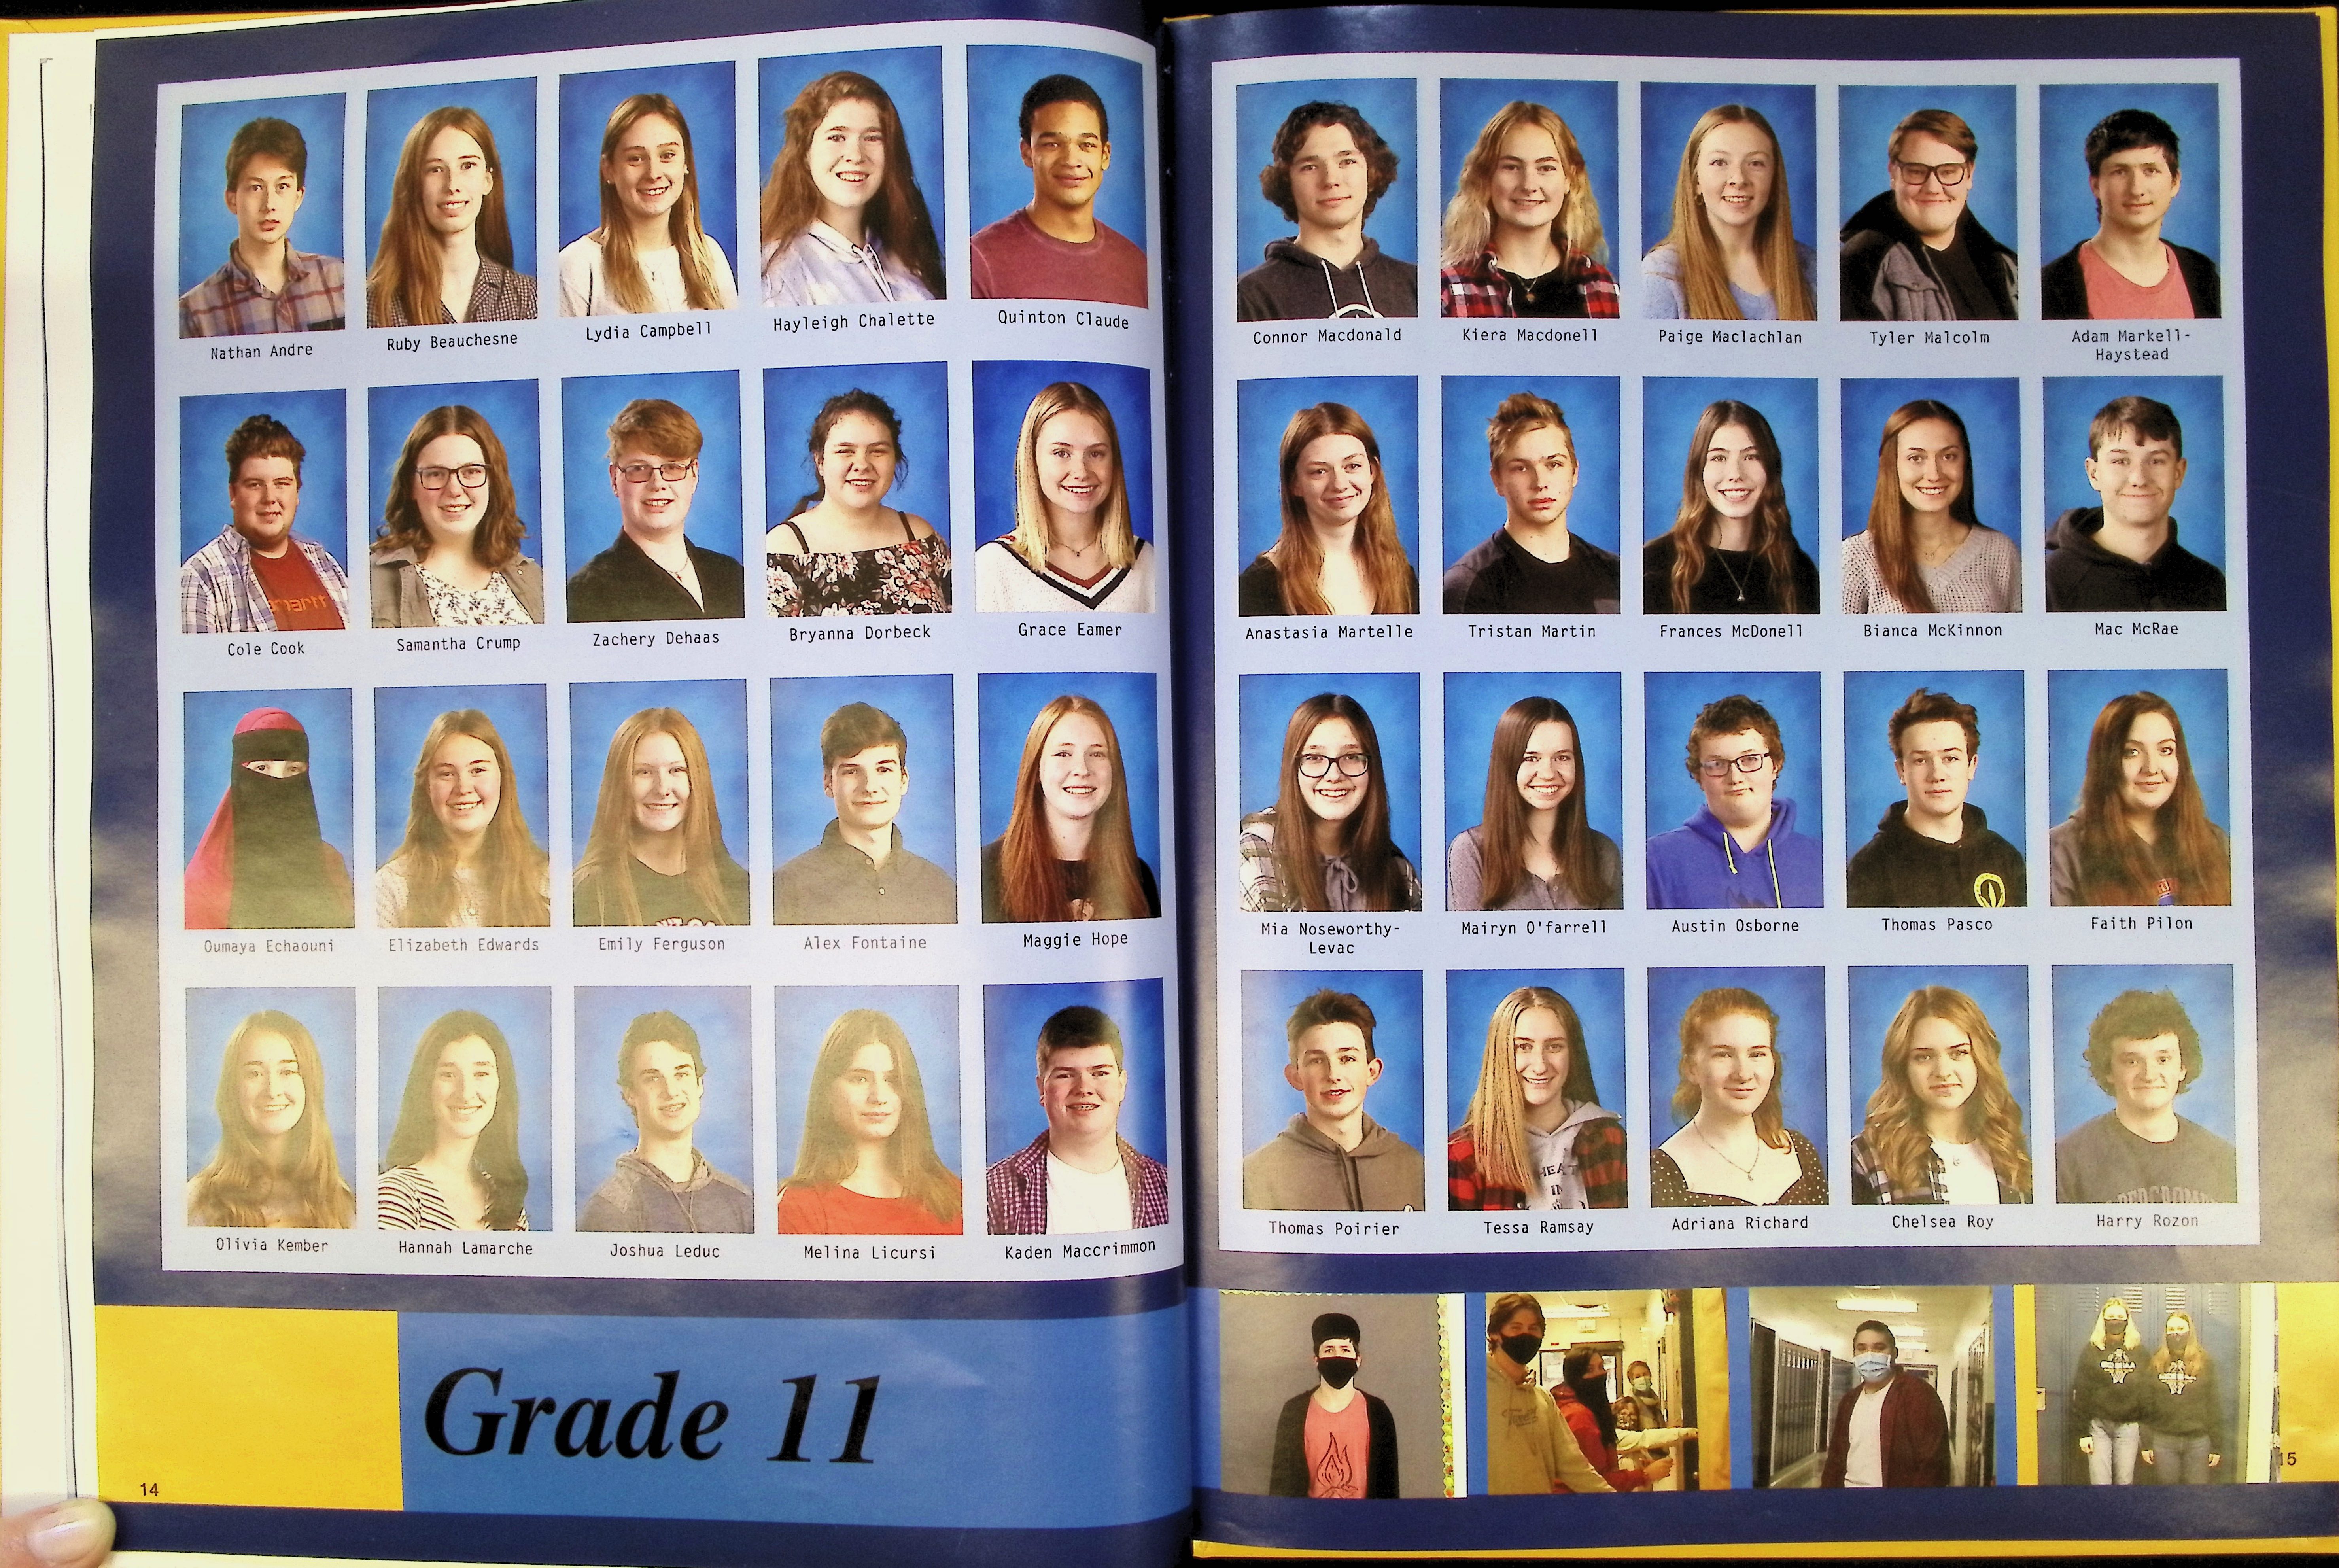 Nathan Andre
Ruby Beauchesne
Lydia Campbell
Hayleigh Chalette
Quinton Claude
Cole Cook
Samantha Crump
Zachery Dehaas
Bryanna Dorbeck
Grace Eamer
Oumaya Echaouni
Elizabeth Edwards
Emily Ferguson
Alex Fontaine
Maggie Hope
Olivia Kember
Hannah Lamarche
Joshua Leduc
Melina Licursi
Kaden Maccrimmon
Grade 11
14
Connor Macdonald
Kiera Macdonell
Paige Maclachlan
Tyler Malcolm
Adam Markell-
Haystead
Anastasia Martelle
Tristan Martin
Frances McDonell
Bianca McKinnon
Mac McRae
Mia Noseworthy-
Levac
Mairyn O'farrell
Austin Osborne
Thomas Pasco
Faith Pilon
Thomas Poirier
Tessa Ramsay
Adriana Richard
Chelsea Roy
Harry Rozon
15